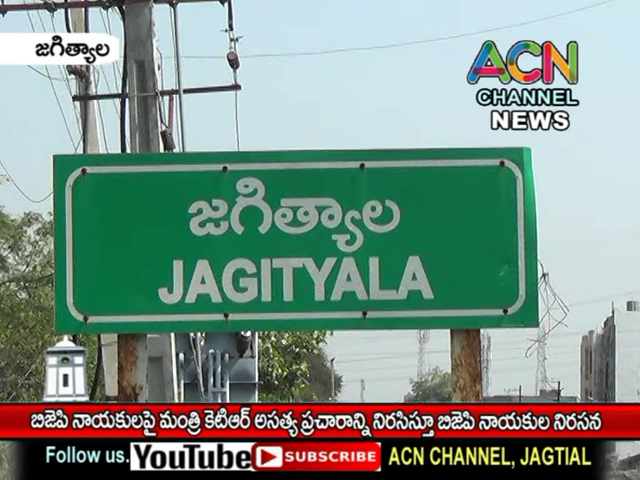 జగిత్యాల
ACN
CHANNEL
NEWS
జగిత్యాల
JAGITYALA
బిజెపి నాయకులపై మంత్రి కెటిఆర్ అసత్య ప్రచారాన్ని నిరసిస్తూ బిజెపి నాయకుల నిరసన
Follow us. YouTube SUBSCRIBE ACN CHANNEL, JAGTIAL